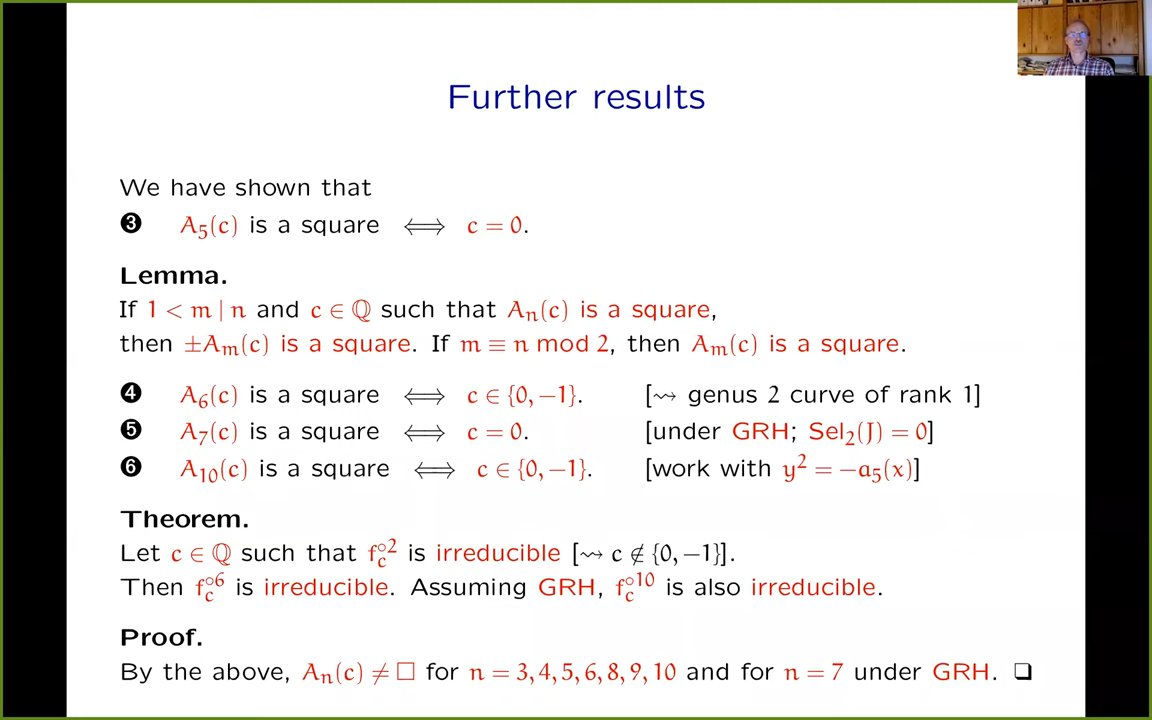 Further results
We have shown that
❸ A₅(c) is a square ⟺ c = 0.
Lemma.
If 1 < m | n and c ∈ ℚ such that Aₙ(c) is a square,
then ±Aₘ(c) is a square. If m ≡ n mod 2, then Aₘ(c) is a square.
❹ A₆(c) is a square ⟺ c ∈ {0, −1}. [⇝ genus 2 curve of rank 1]
❺ A₇(c) is a square ⟺ c = 0. [under GRH; Sel₂(J) = 0]
❻ A₁₀(c) is a square ⟺ c ∈ {0, −1}. [work with y² = −a₅(x)]
Theorem.
Let c ∈ ℚ such that f_c^{∘2} is irreducible [⇝ c ∉ {0, −1}].
Then f_c^{∘6} is irreducible. Assuming GRH, f_c^{∘10} is also irreducible.
Proof.
By the above, Aₙ(c) ≠ □ for n = 3, 4, 5, 6, 8, 9, 10 and for n = 7 under GRH. ❑